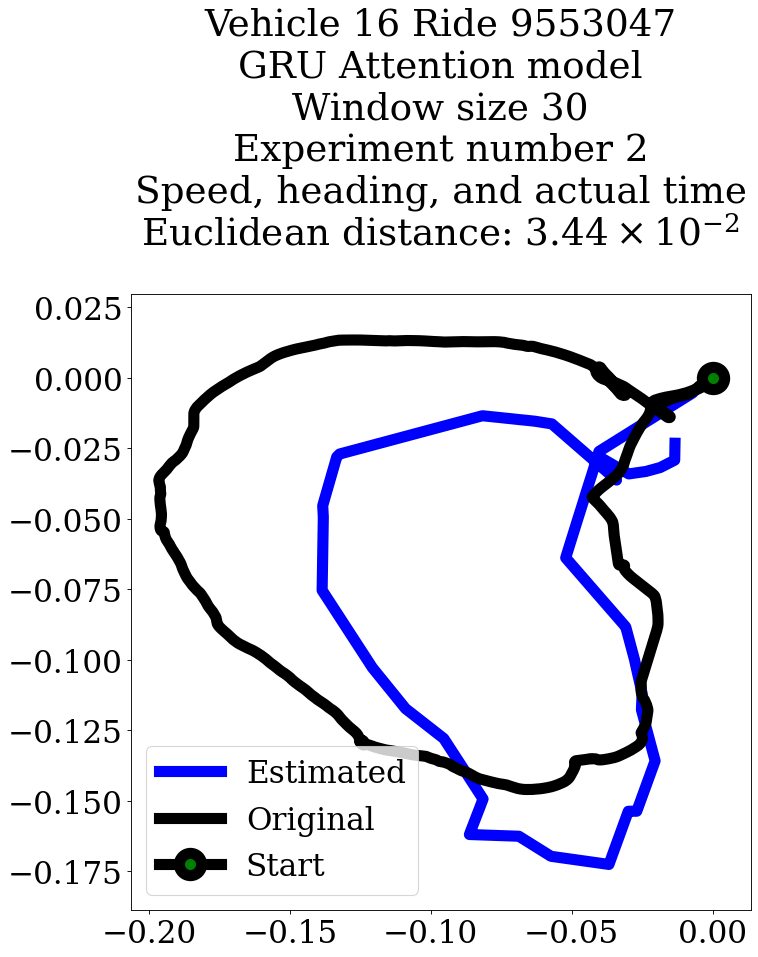 Vehicle 16 Ride 9553047
GRU Attention model
Window size 30
Experiment number 2
Speed, heading, and actual time
Euclidean distance: 3.44 × 10⁻²
0.025
0.000
−0.025
−0.050
−0.075
−0.100
−0.125
−0.150
−0.175
Estimated
Original
Start
−0.20
−0.15
−0.10
−0.05
0.00